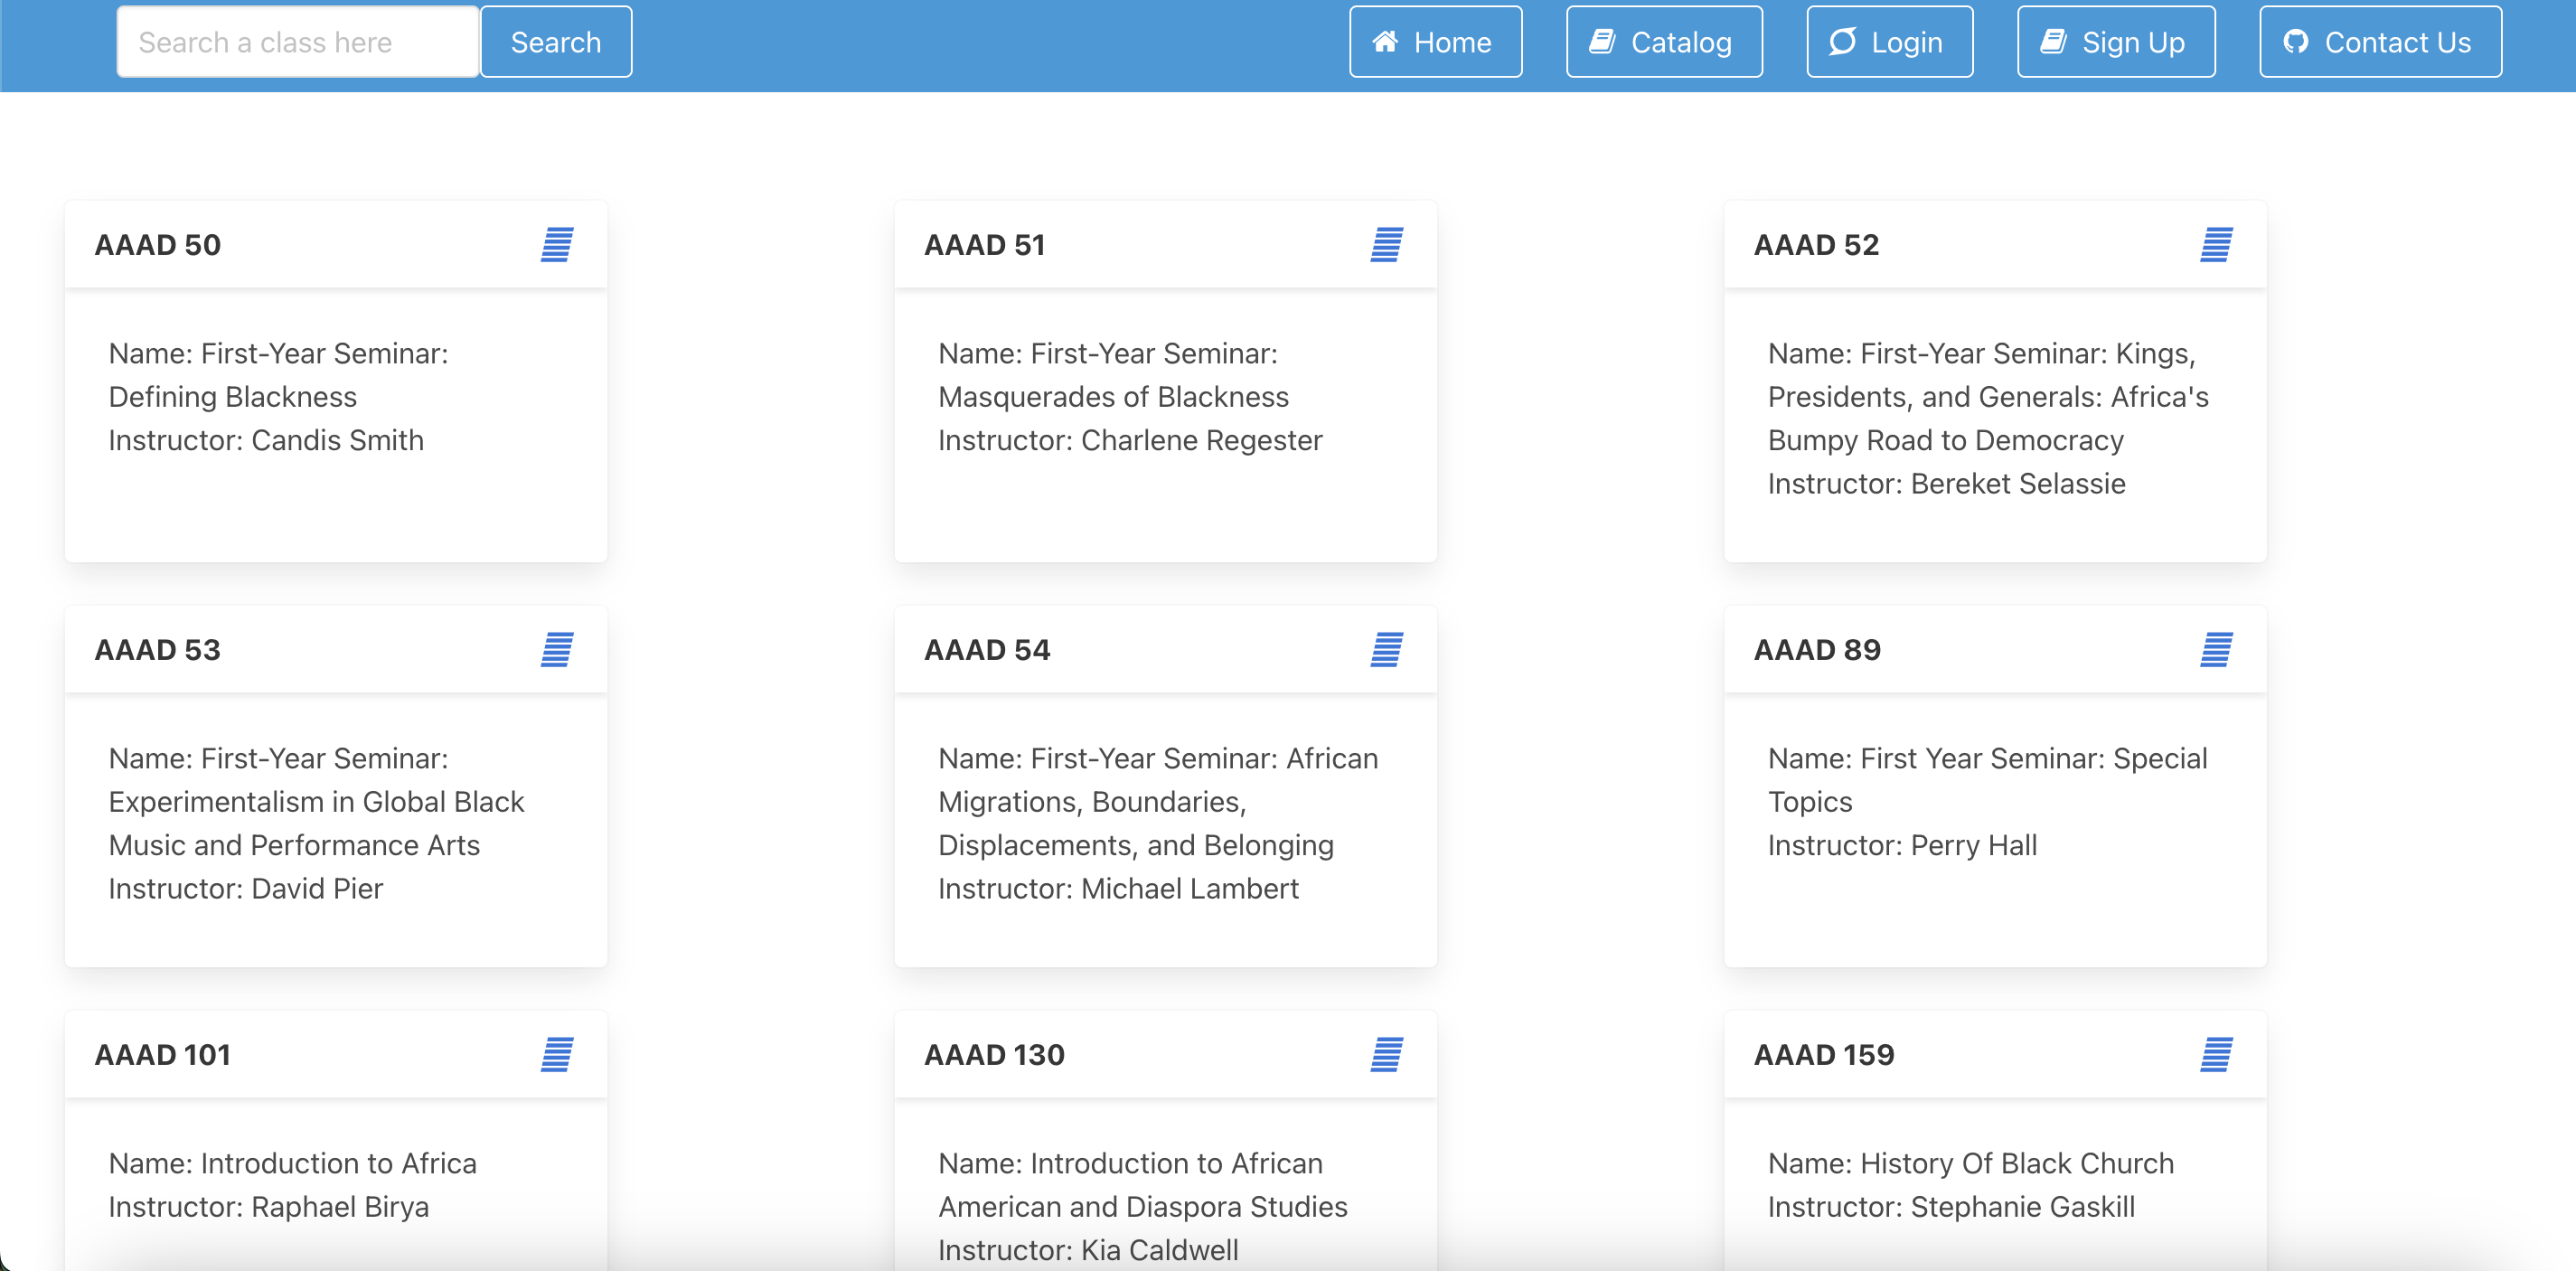 Search a class here
Search
Home
Catalog
Login
Sign Up
Contact Us
AAAD 50
Name: First-Year Seminar:
Defining Blackness
Instructor: Candis Smith
AAAD 51
Name: First-Year Seminar:
Masquerades of Blackness
Instructor: Charlene Regester
AAAD 52
Name: First-Year Seminar: Kings,
Presidents, and Generals: Africa's
Bumpy Road to Democracy
Instructor: Bereket Selassie
AAAD 53
Name: First-Year Seminar:
Experimentalism in Global Black
Music and Performance Arts
Instructor: David Pier
AAAD 54
Name: First-Year Seminar: African
Migrations, Boundaries,
Displacements, and Belonging
Instructor: Michael Lambert
AAAD 89
Name: First Year Seminar: Special
Topics
Instructor: Perry Hall
AAAD 101
Name: Introduction to Africa
Instructor: Raphael Birya
AAAD 130
Name: Introduction to African
American and Diaspora Studies
Instructor: Kia Caldwell
AAAD 159
Name: History Of Black Church
Instructor: Stephanie Gaskill